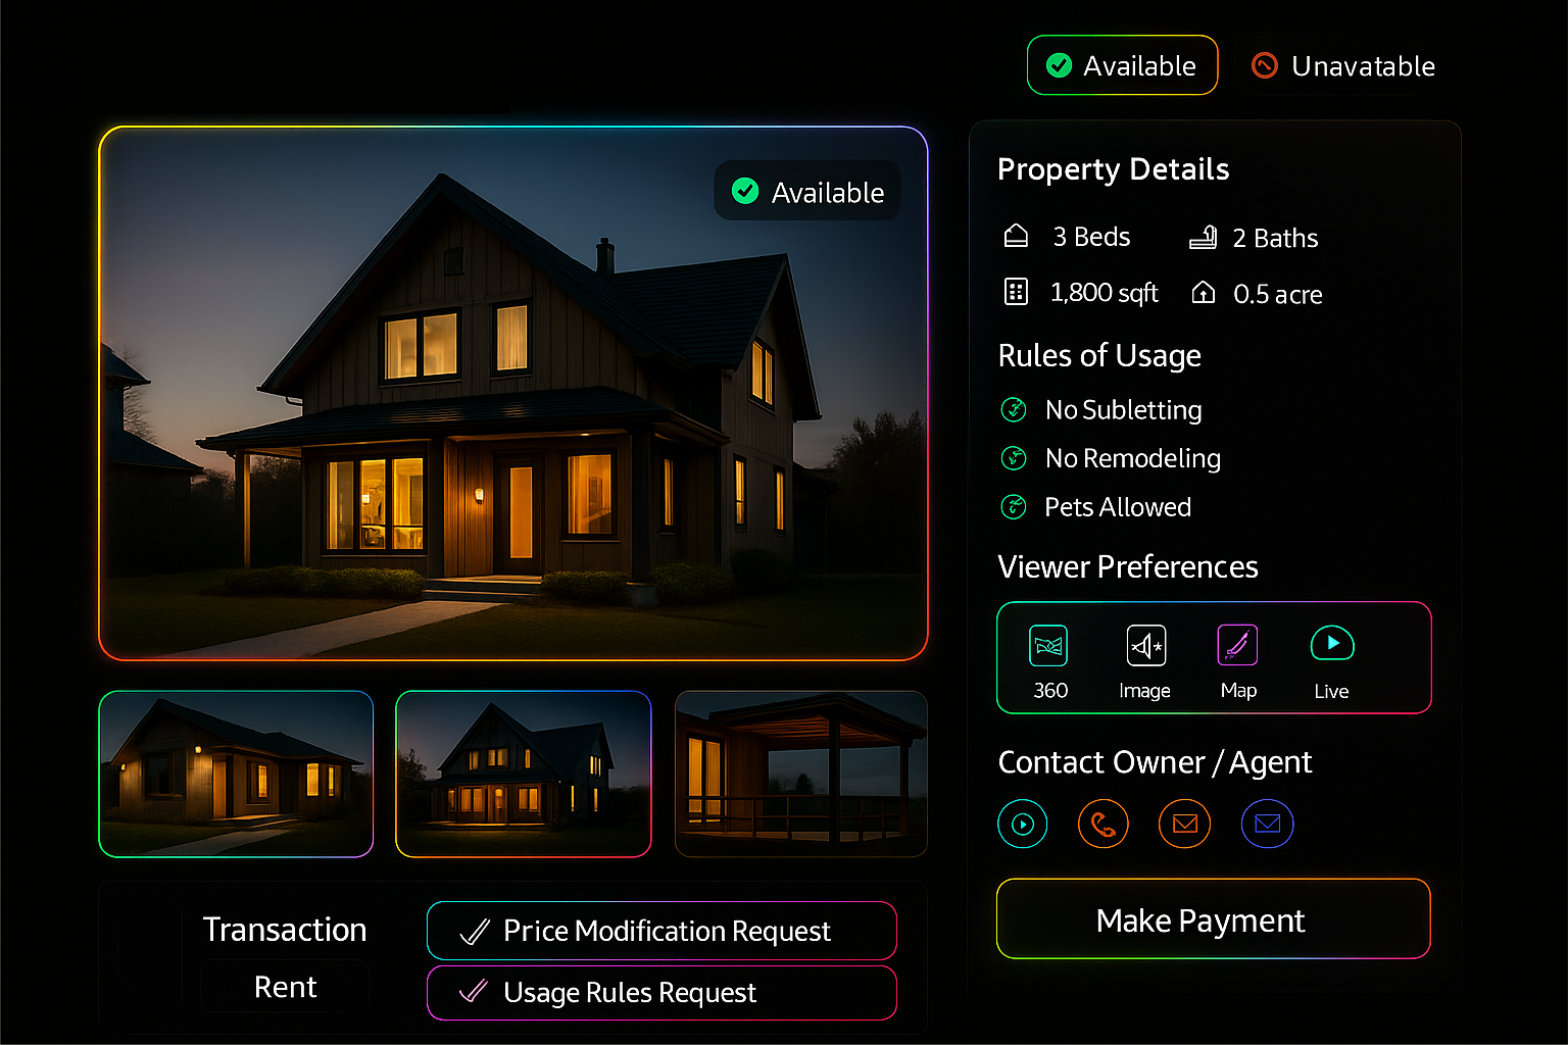 Available
Unavatable
Available
Property Details
3 Beds
2 Baths
1,800 sqft
0.5 acre
Rules of Usage
No Subletting
No Remodeling
Pets Allowed
Viewer Preferences
360
Image
Map
Live
Contact Owner / Agent
Make Payment
Transaction
Rent
Price Modification Request
Usage Rules Request